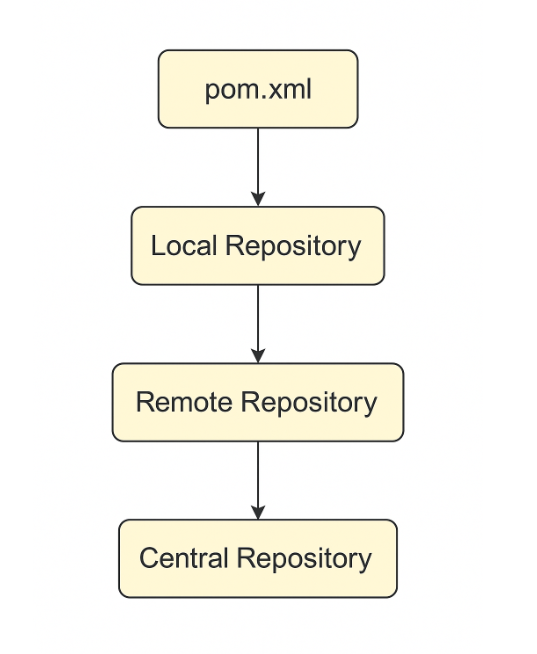 pom.xml
Local Repository
Remote Repository
Central Repository